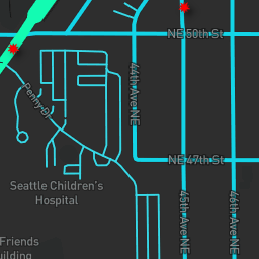 NE 50th St
44th Ave NE
Penny Dr
NE 47th St
Seattle Children's
Hospital
45th Ave NE
46th Ave NE
Friends